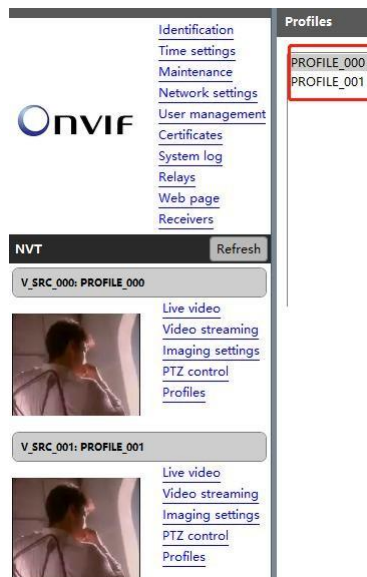 Identification
Time settings
Maintenance
Network settings
User management
Certificates
System log
Relays
Web page
Receivers
ONVIF
NVT
Refresh
V_SRC_000: PROFILE_000
Live video
Video streaming
Imaging settings
PTZ control
Profiles
V_SRC_001: PROFILE_001
Live video
Video streaming
Imaging settings
PTZ control
Profiles
Profiles
PROFILE_000
PROFILE_001